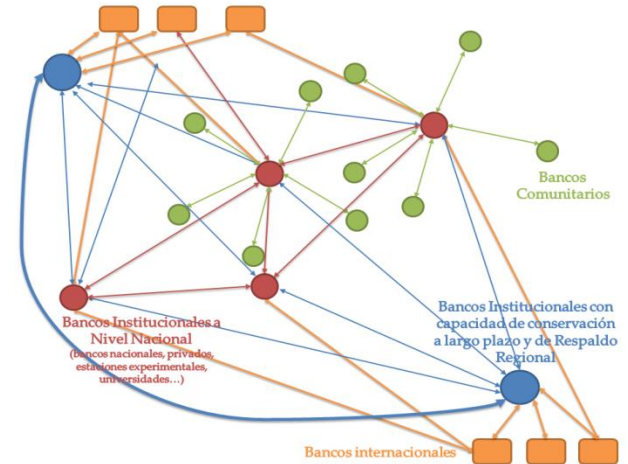 Bancos
Comunitarios
Bancos Institucionales con
capacidad de conservación
a largo plazo y de Respaldo
Regional
Bancos Institucionales a
Nivel Nacional
(bancos nacionales, privados,
estaciones experimentales,
universidades…)
Bancos internacionales